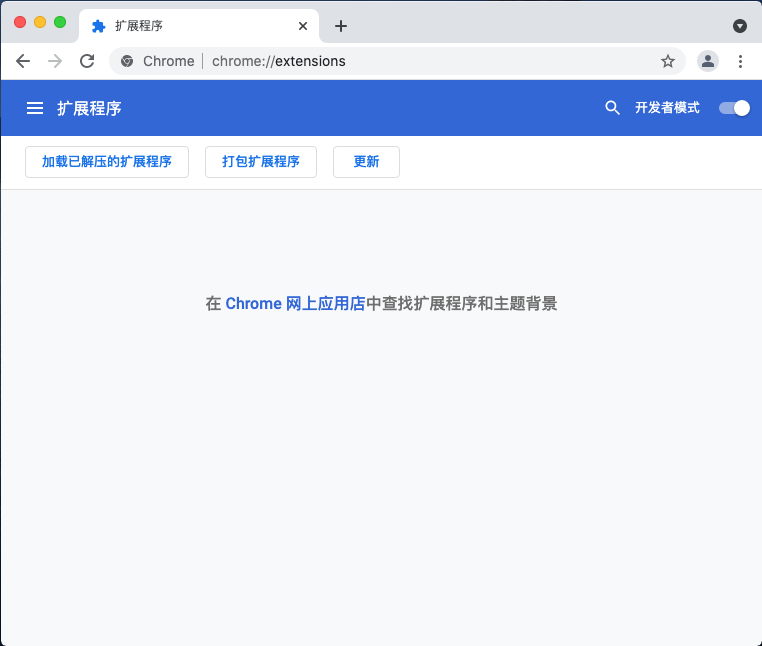 扩展程序
Chrome | chrome://extensions
扩展程序 开发者模式
加载已解压的扩展程序 打包扩展程序 更新
在 Chrome 网上应用店中查找扩展程序和主题背景